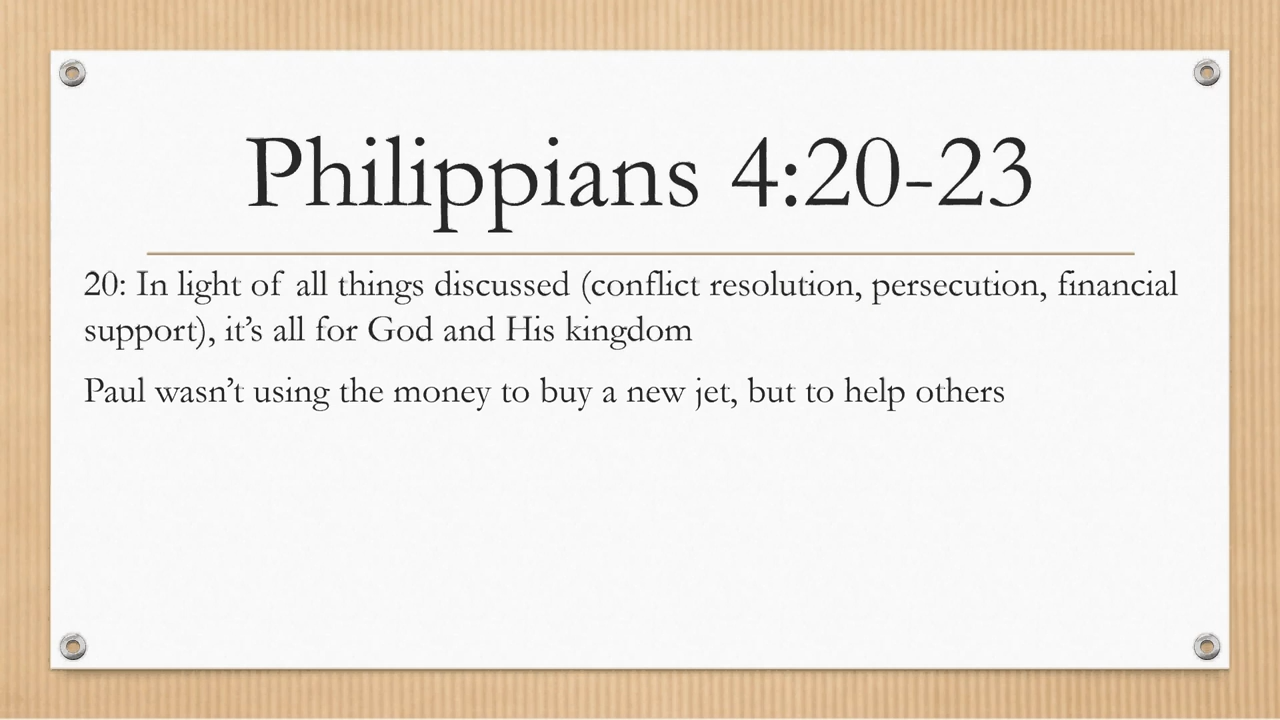 Philippians 4:20-23
20: In light of all things discussed (conflict resolution, persecution, financial
support), it’s all for God and His kingdom
Paul wasn’t using the money to buy a new jet, but to help others